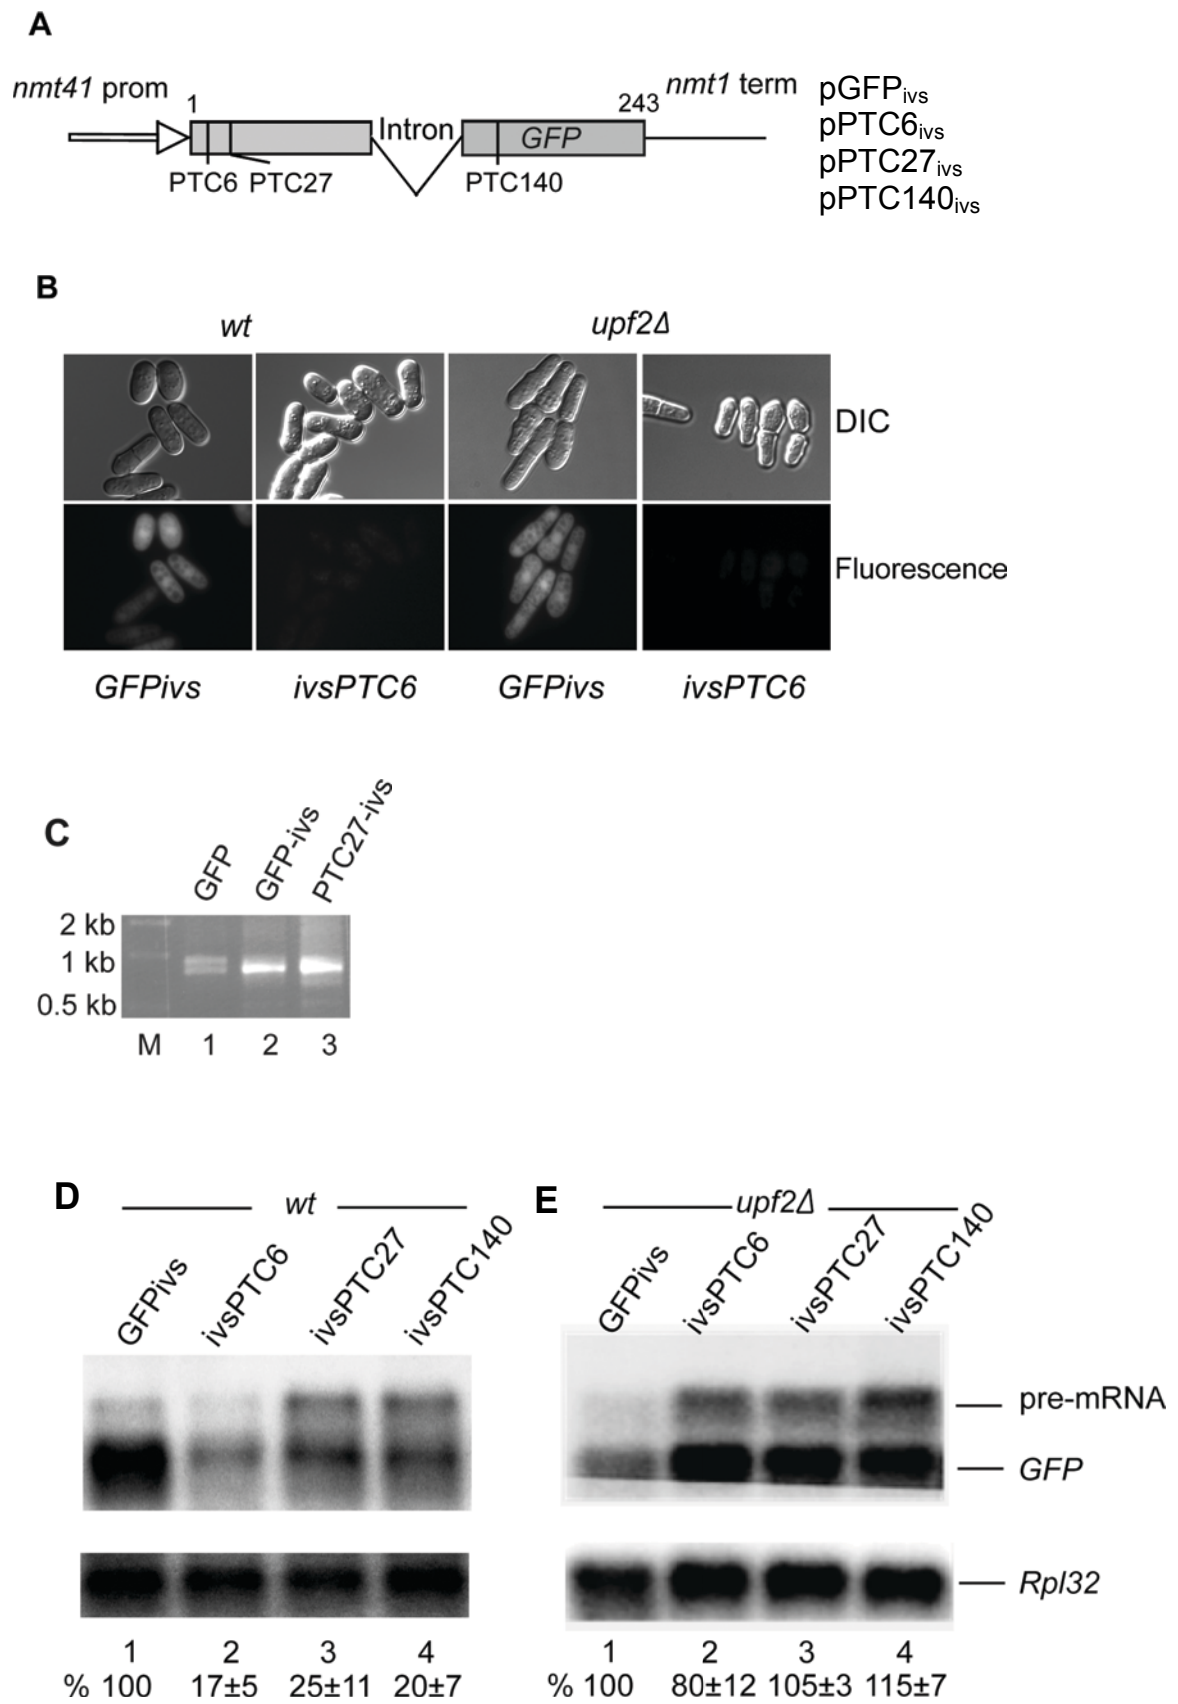 A
nmt41 prom
1
Intron
243
nmt1 term
GFP
PTC6
PTC27
PTC140
pGFPivs
pPTC6ivs
pPTC27ivs
pPTC140ivs
B
wt
upf2Δ
DIC
Fluorescence
GFPivs
ivsPTC6
GFPivs
ivsPTC6
C
GFP
GFP-ivs
PTC27-ivs
2 kb
1 kb
0.5 kb
M
1
2
3
D
wt
GFPivs
ivsPTC6
ivsPTC27
ivsPTC140
1
2
3
4
% 100
17±5
25±11
20±7
E
upf2Δ
GFPivs
ivsPTC6
ivsPTC27
ivsPTC140
pre-mRNA
GFP
Rpl32
1
2
3
4
% 100
80±12
105±3
115±7